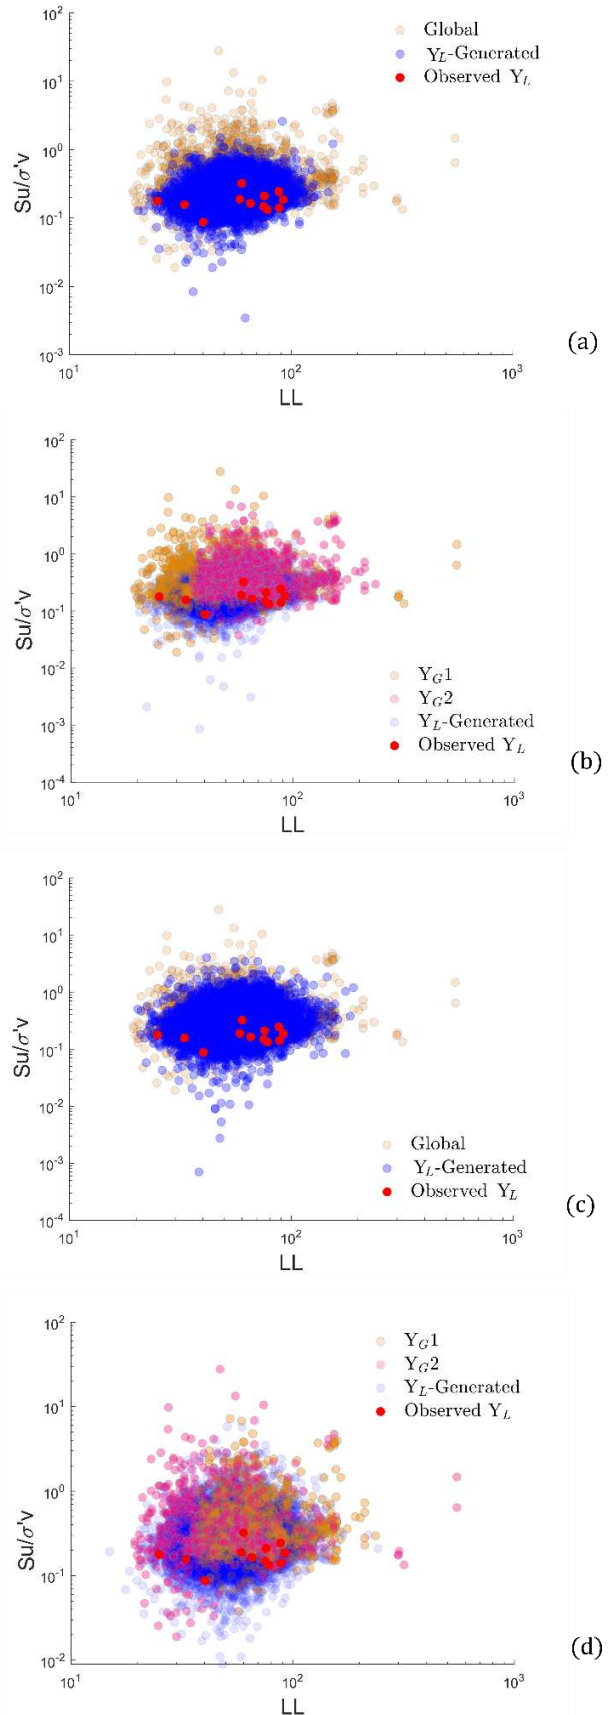 Global
Y_L-Generated
Observed Y_L
10^2
10^1
10^0
10^-1
10^-2
10^-3
Su/σ'v
10^1
10^2
10^3
LL
(a)
10^2
10^1
10^0
10^-1
10^-2
10^-3
10^-4
Su/σ'v
Y_G1
Y_G2
Y_L-Generated
Observed Y_L
10^1
10^2
10^3
LL
(b)
10^2
10^1
10^0
10^-1
10^-2
10^-3
10^-4
Su/σ'v
Global
Y_L-Generated
Observed Y_L
10^1
10^2
10^3
LL
(c)
10^2
10^1
10^0
10^-1
10^-2
Su/σ'v
Y_G1
Y_G2
Y_L-Generated
Observed Y_L
10^1
10^2
10^3
LL
(d)